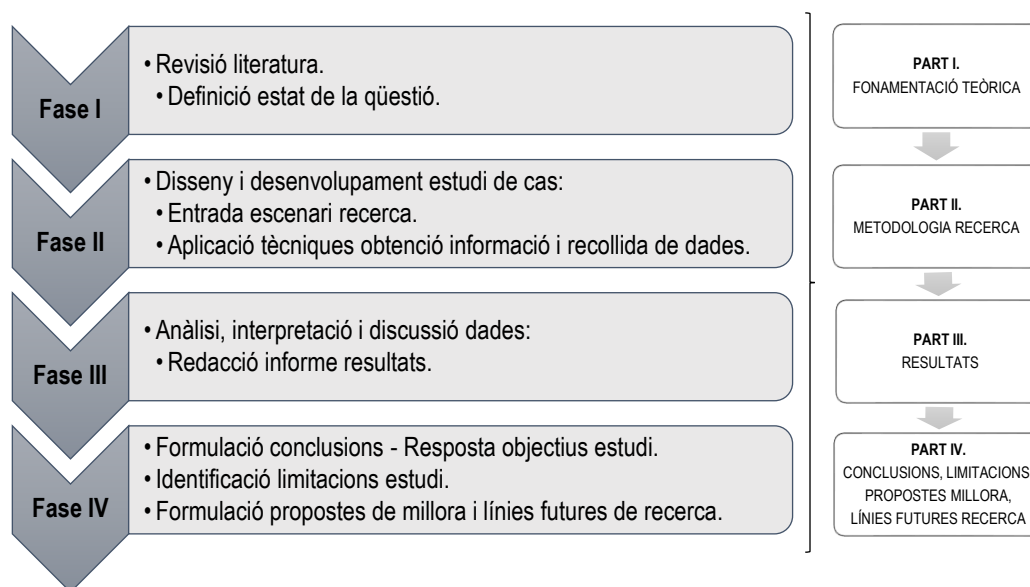 Fase I
• Revisió literatura.
• Definició estat de la qüestió.
Fase II
• Disseny i desenvolupament estudi de cas:
• Entrada escenari recerca.
• Aplicació tècniques obtenció informació i recollida de dades.
Fase III
• Anàlisi, interpretació i discussió dades:
• Redacció informe resultats.
Fase IV
• Formulació conclusions - Resposta objectius estudi.
• Identificació limitacions estudi.
• Formulació propostes de millora i línies futures de recerca.
PART I.
FONAMENTACIÓ TEÒRICA
PART II.
METODOLOGIA RECERCA
PART III.
RESULTATS
PART IV.
CONCLUSIONS, LIMITACIONS
PROPOSTES MILLORA,
LÍNIES FUTURES RECERCA